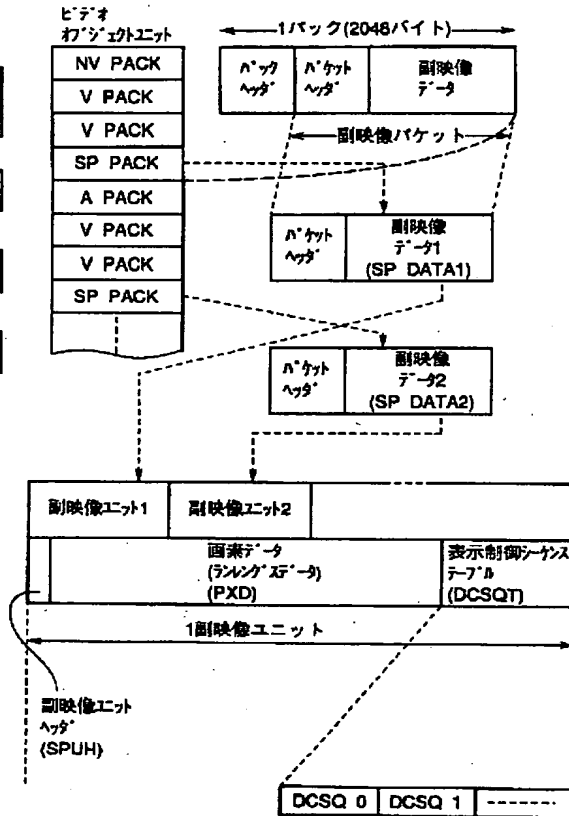 ビデオ
オブジェクトユニット
NV PACK
V PACK
V PACK
SP PACK
A PACK
V PACK
V PACK
SP PACK
1パック(2048バイト)
パック
ヘッダ
パケット
ヘッダ
副映像
データ
副映像パケット
パケット
ヘッダ
副映像
データ1
(SP DATA1)
パケット
ヘッダ
副映像
データ2
(SP DATA2)
副映像ユニット1
副映像ユニット2
画素データ
(ランレングスデータ)
(PXD)
表示制御シーケンス
テーブル
(DCSQT)
1副映像ユニット
副映像ユニット
ヘッダ
(SPUH)
DCSQ 0
DCSQ 1